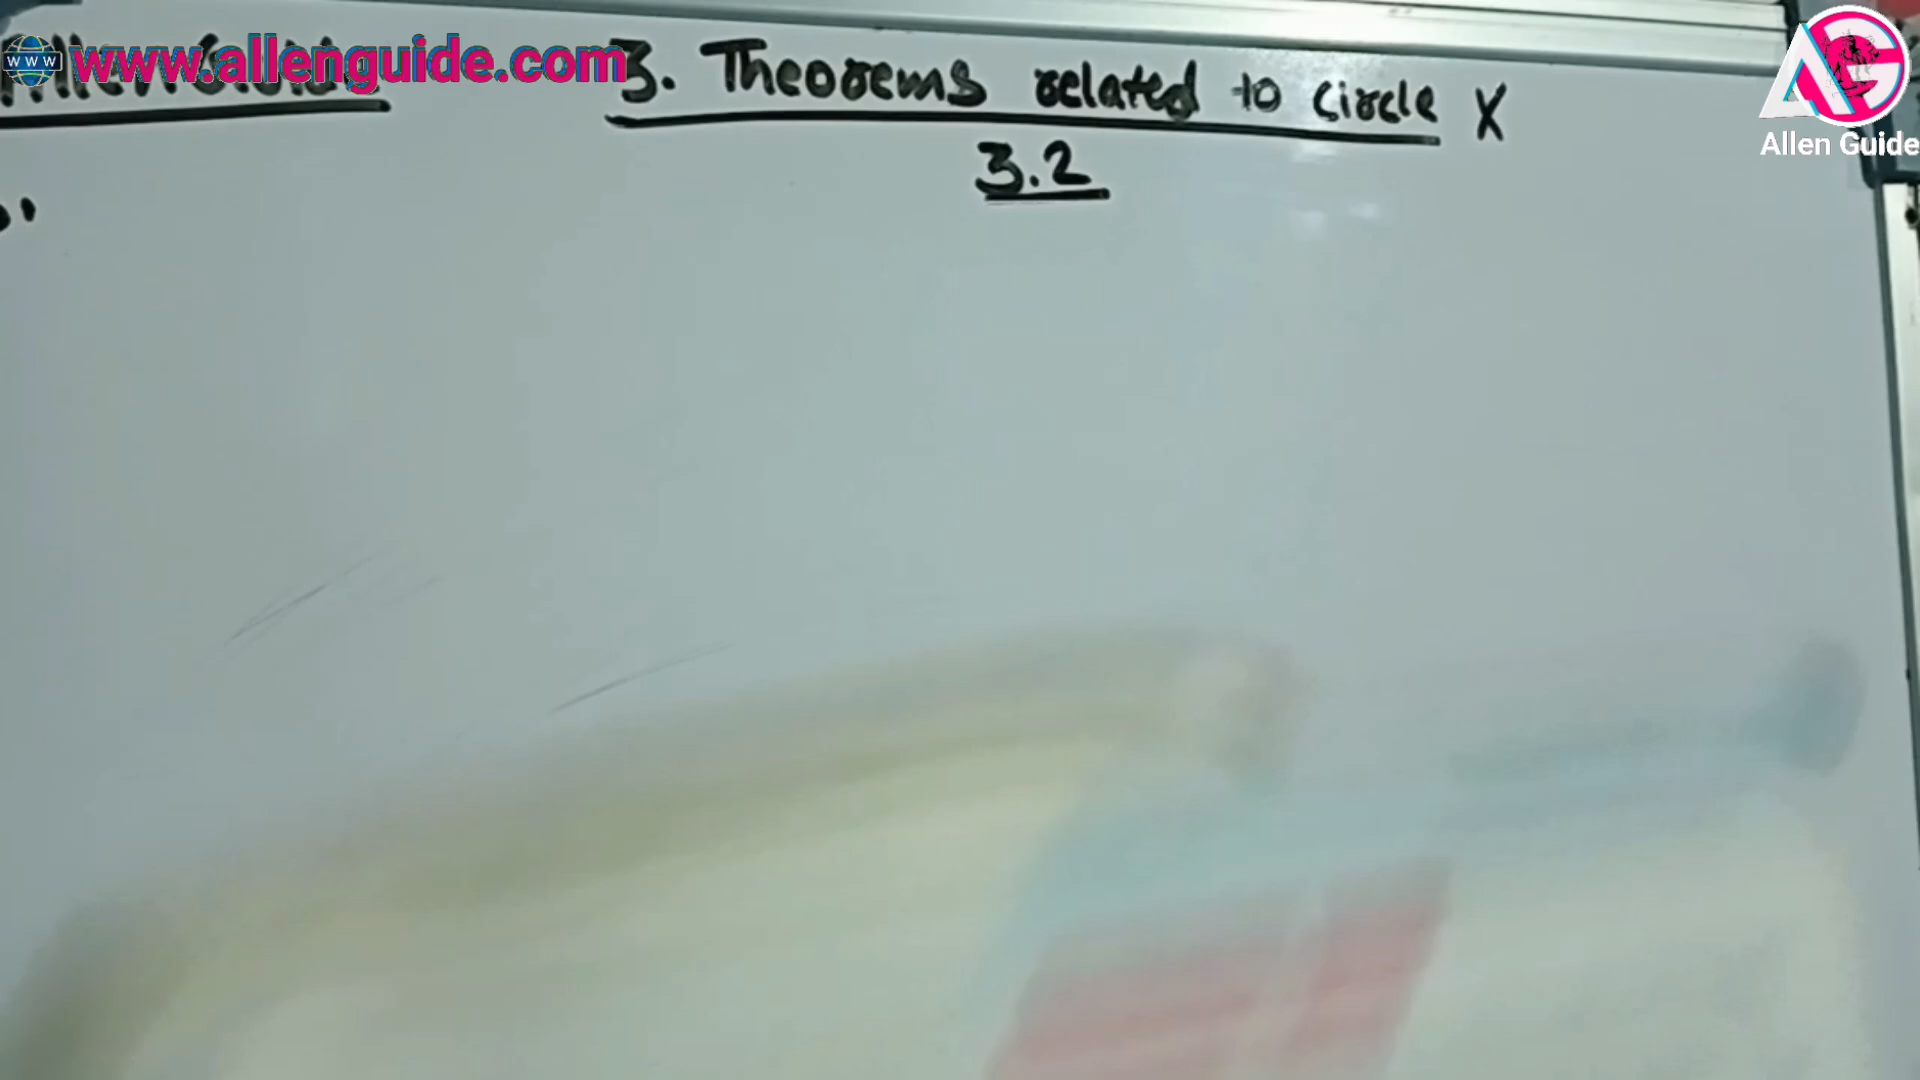 www.allenguide.com
3. Theorems related to circle X
3.2
Allen Guide